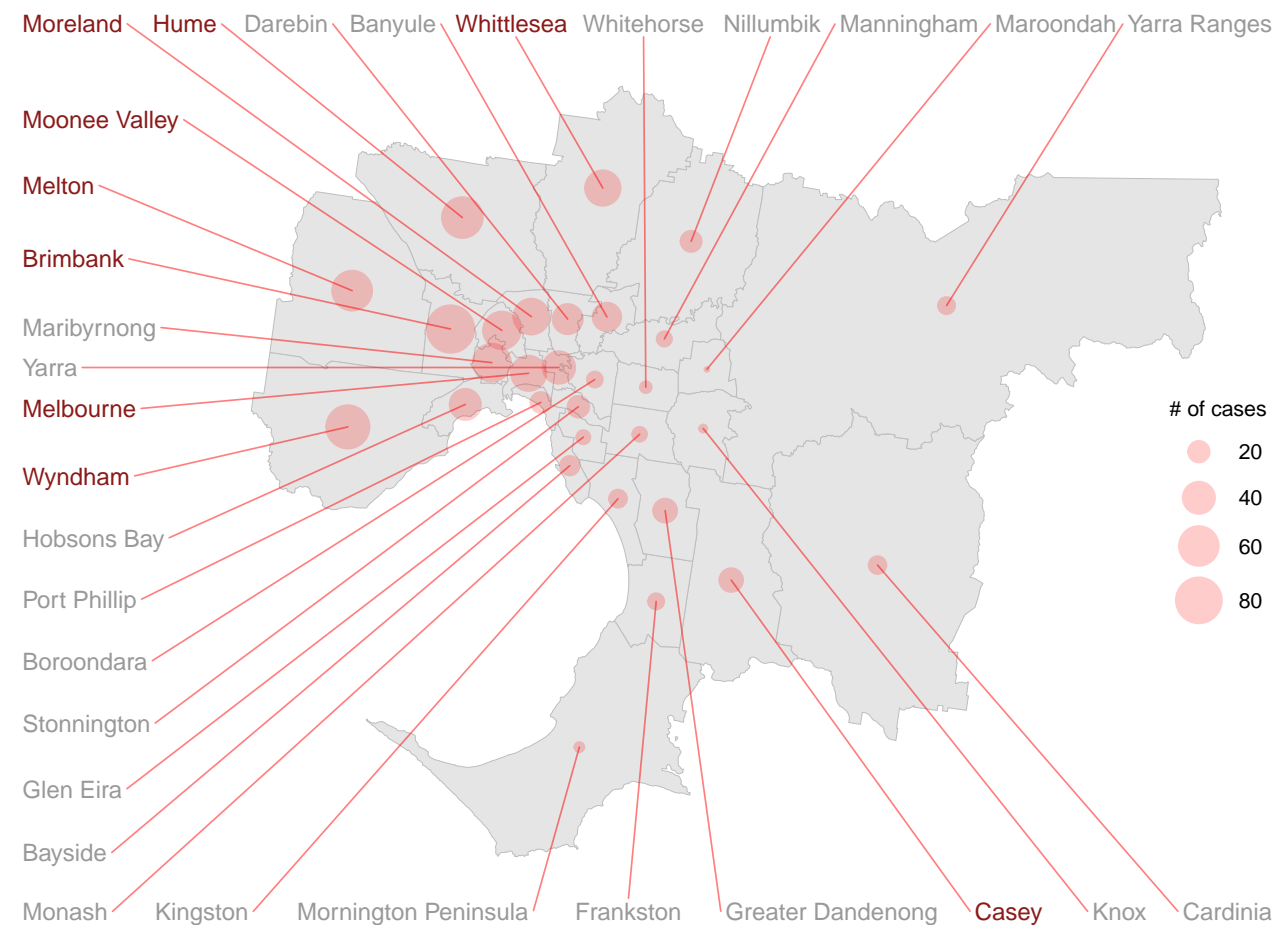 Moreland Hume Darebin Banyule Whittlesea Whitehorse Nillumbik Manningham Maroondah Yarra Ranges
Moonee Valley
Melton
Brimbank
Maribyrnong
Yarra
Melbourne
# of cases
20
Wyndham
40
Hobsons Bay
60
Port Phillip
80
Boroondara
Stonnington
Glen Eira
Bayside
Monash Kingston Mornington Peninsula Frankston Greater Dandenong Casey Knox Cardinia